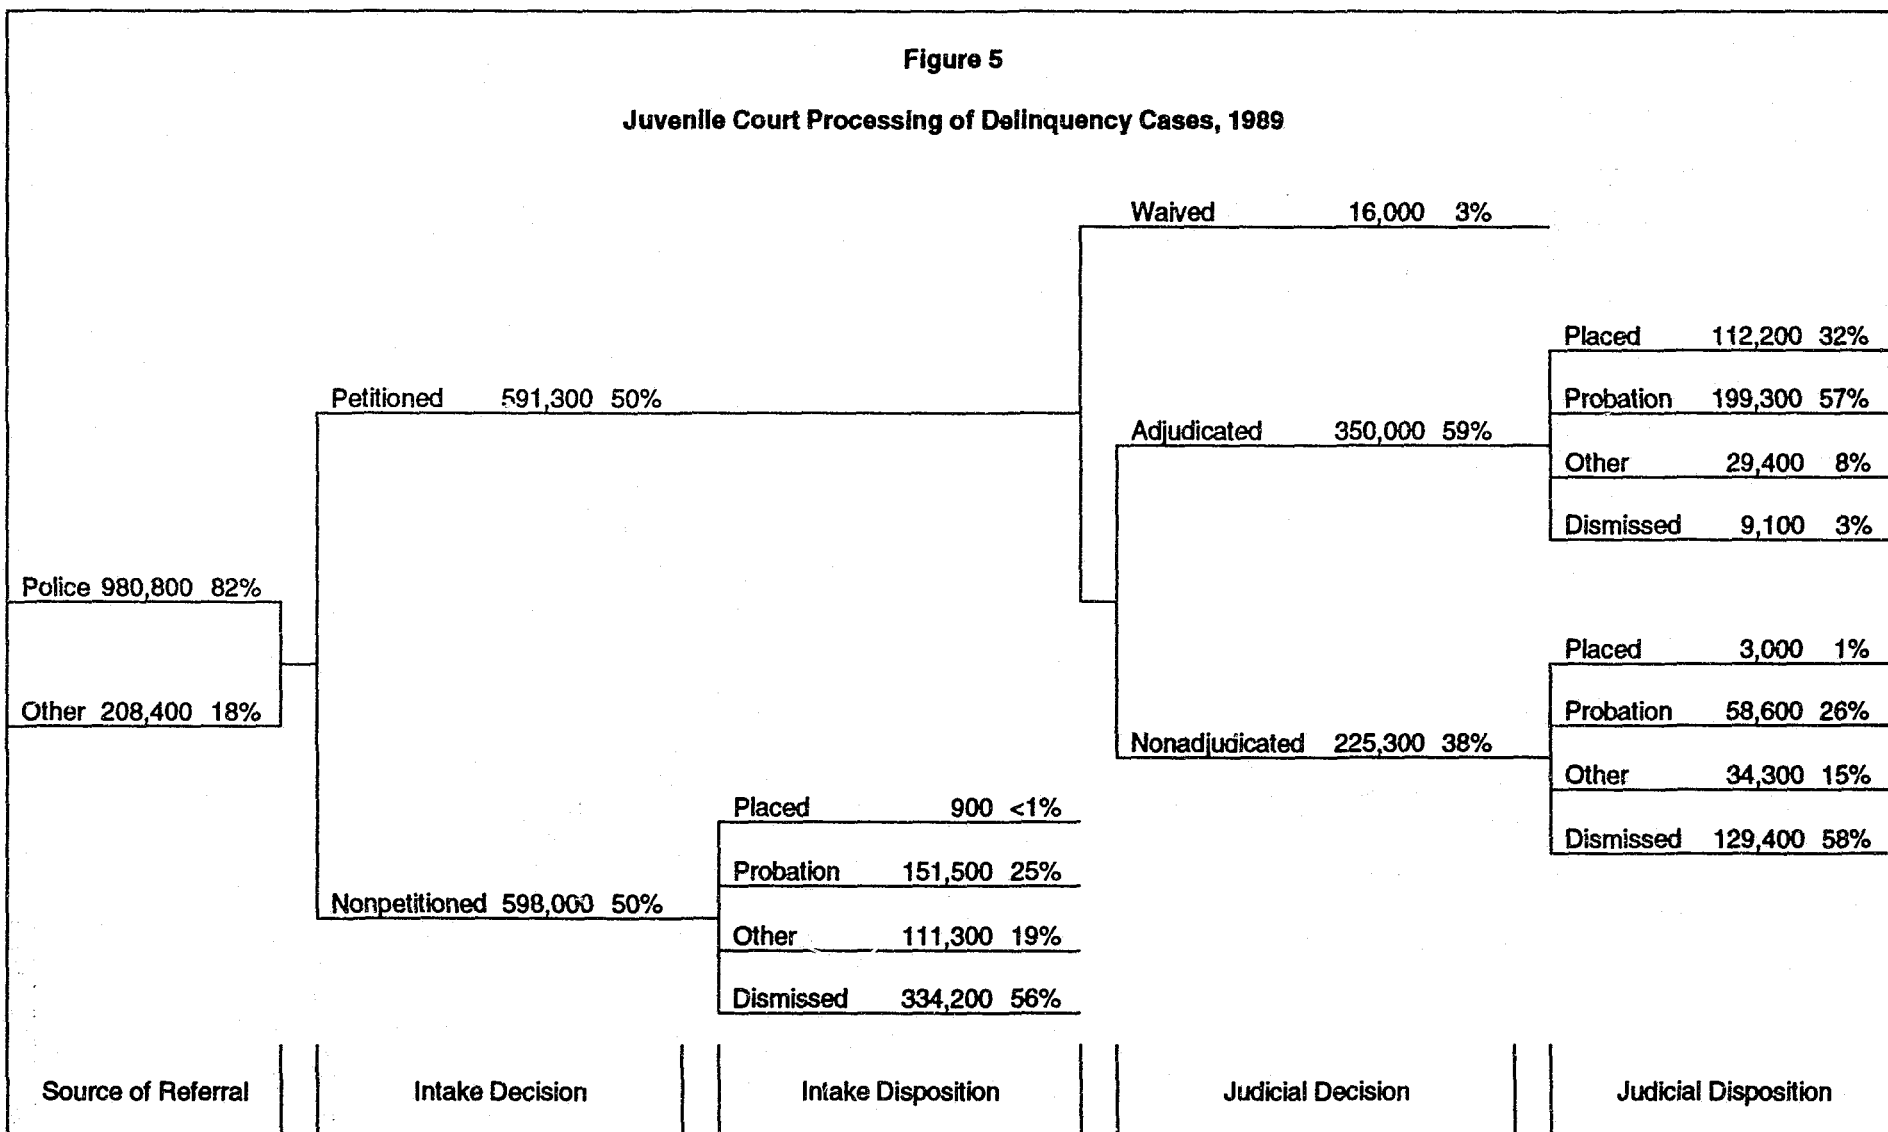 Figure 5
Juvenile Court Processing of Delinquency Cases, 1989
Waived 16,000 3%
Placed 112,200 32%
Petitioned 591,300 50%
Probation 199,300 57%
Adjudicated 350,000 59%
Other 29,400 8%
Dismissed 9,100 3%
Police 980,800 82%
Placed 3,000 1%
Other 208,400 18%
Probation 58,600 26%
Nonadjudicated 225,300 38%
Other 34,300 15%
Placed 900 <1%
Dismissed 129,400 58%
Probation 151,500 25%
Nonpetitioned 598,000 50%
Other 111,300 19%
Dismissed 334,200 56%
Source of Referral Intake Decision Intake Disposition Judicial Decision Judicial Disposition